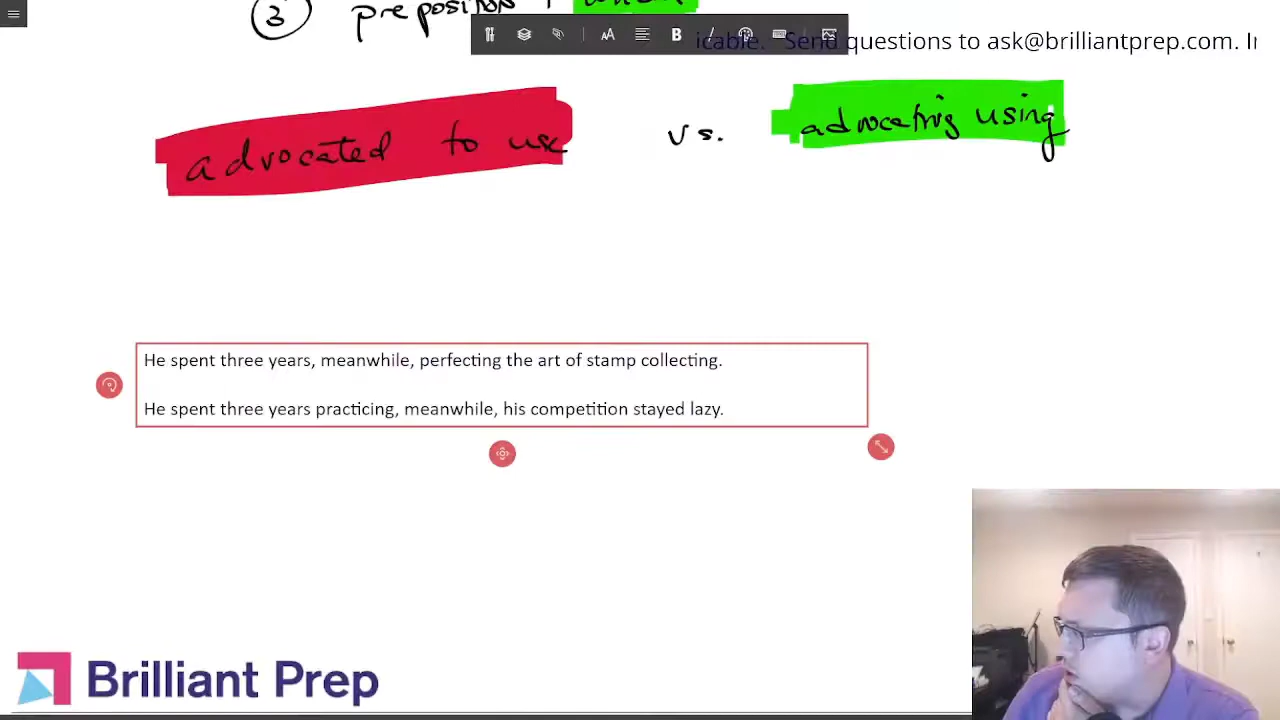 3 preposition +
icable. Send questions to ask@brilliantprep.com. I
advocated to use vs. advocating using
He spent three years, meanwhile, perfecting the art of stamp collecting.
He spent three years practicing, meanwhile, his competition stayed lazy.
Brilliant Prep